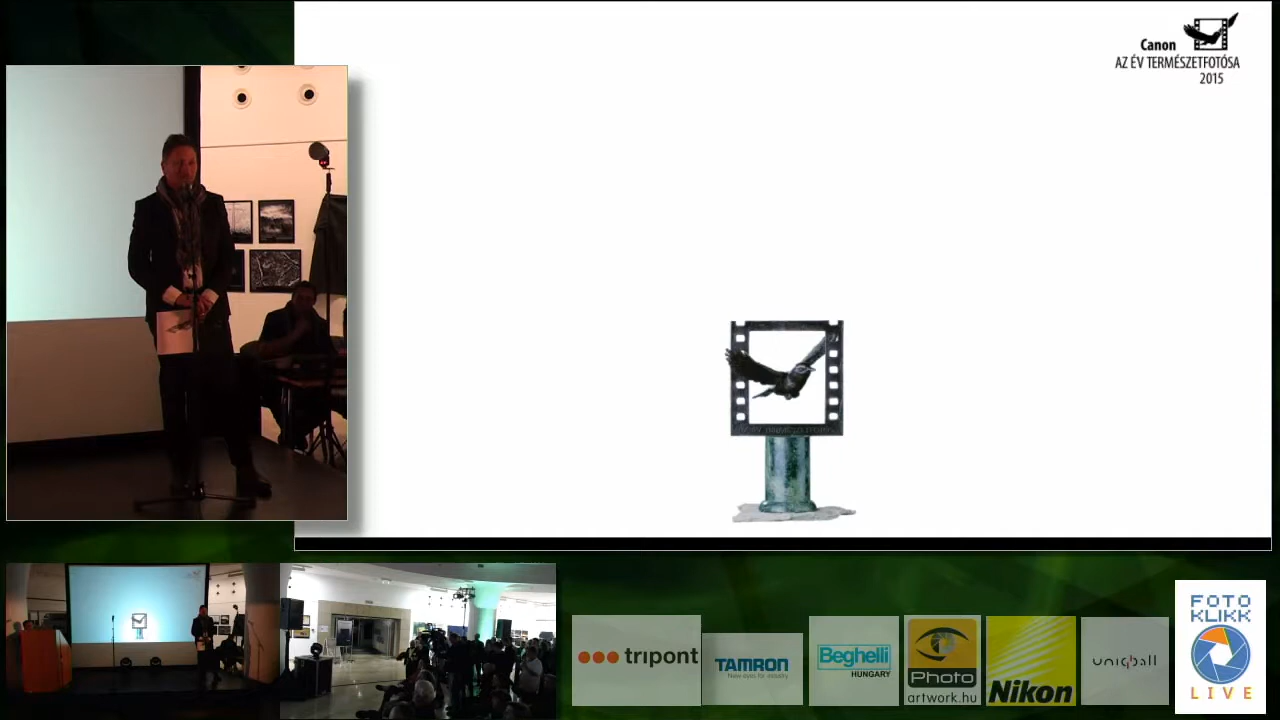 Canon
AZ ÉV TERMÉSZETFOTÓSA
2015
tripont
TAMRON
New eyes for industry
Beghelli
HUNGARY
Photo
artwork.hu
Nikon
uniqball
FOTO
KLIKK
LIVE